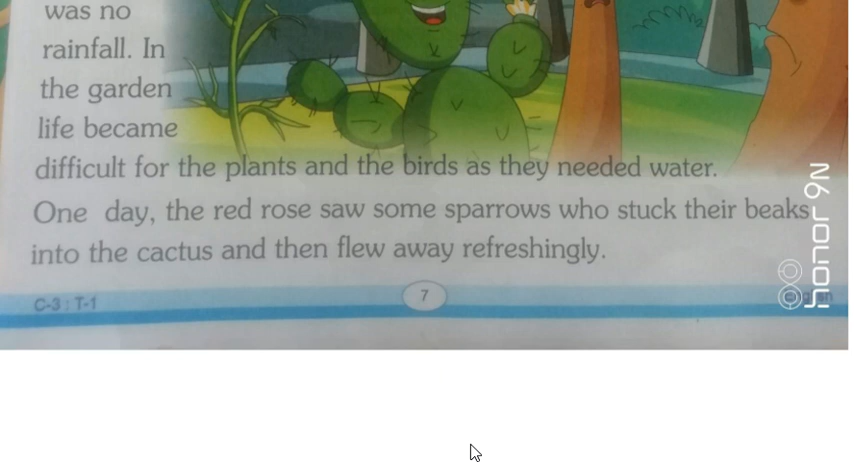 was no
rainfall. In
the garden
life became
difficult for the plants and the birds as they needed water.
One day, the red rose saw some sparrows who stuck their beaks
into the cactus and then flew away refreshingly.
C-3 : T-1
7
honor 9N